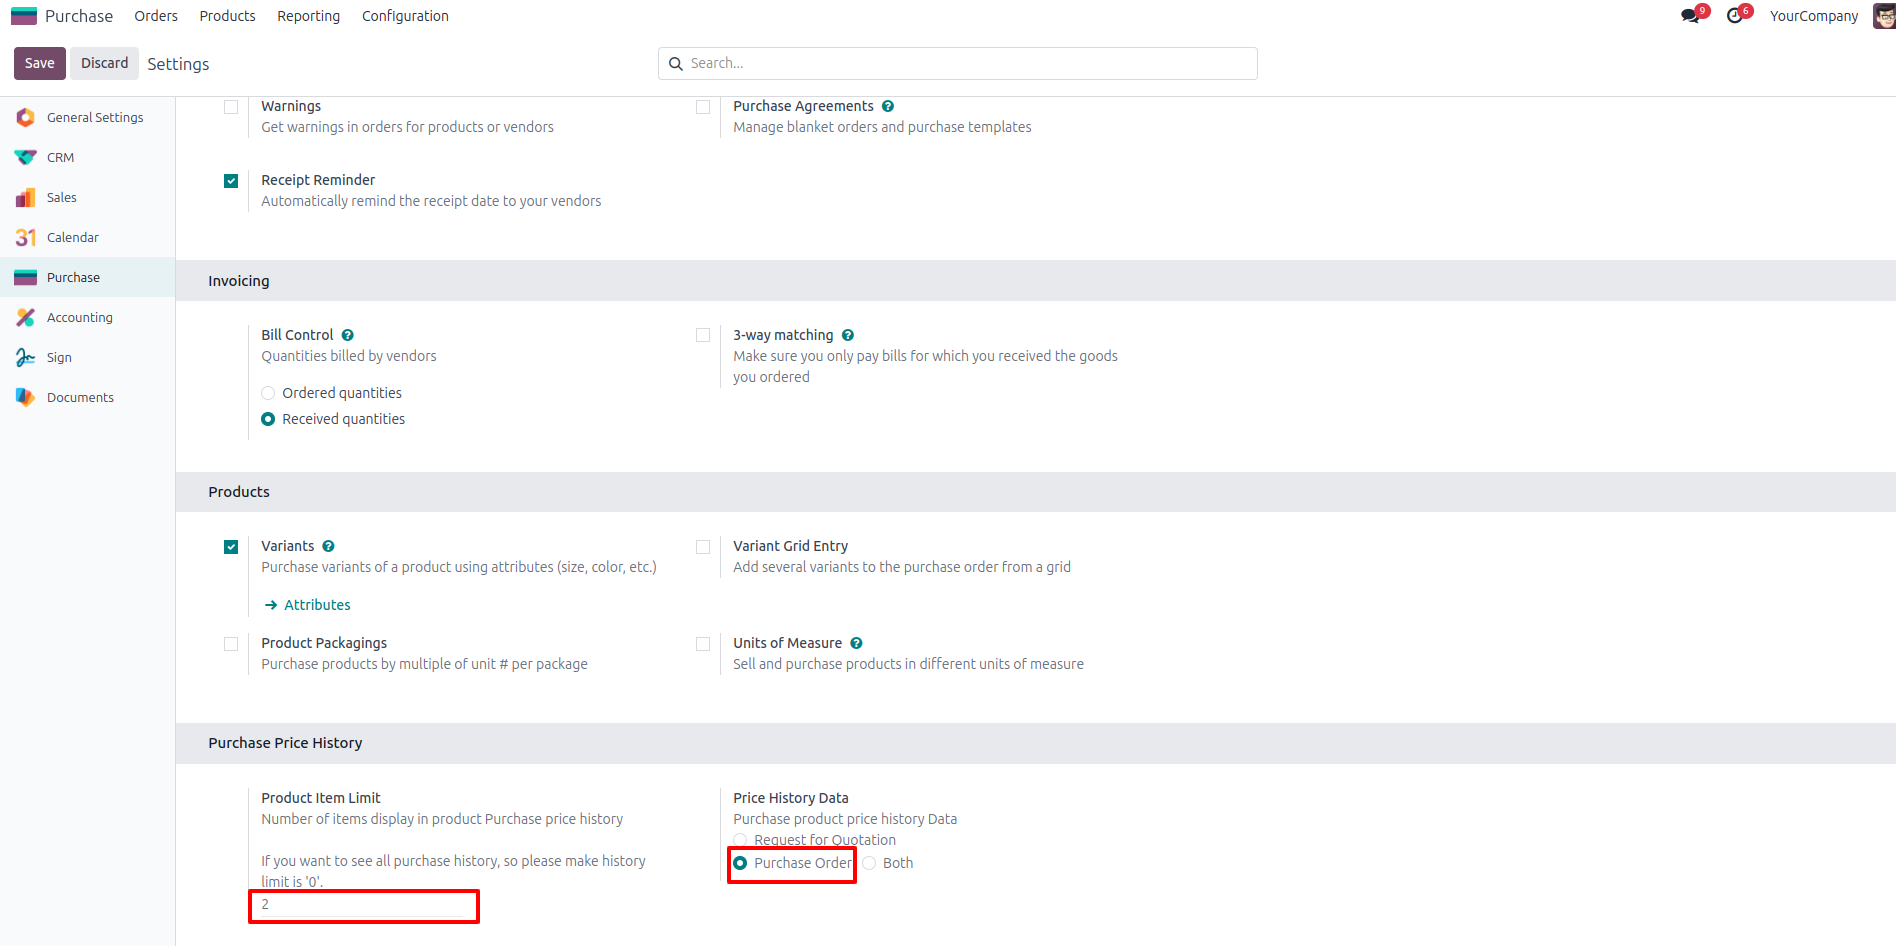 Purchase Orders Products Reporting Configuration 9 6 YourCompany
Save Discard Settings Search...
General Settings
CRM
Sales
31 Calendar
Purchase
Accounting
Sign
Documents
Warnings
Get warnings in orders for products or vendors
Purchase Agreements ?
Manage blanket orders and purchase templates
Receipt Reminder
Automatically remind the receipt date to your vendors
Invoicing
Bill Control ?
Quantities billed by vendors
Ordered quantities
Received quantities
3-way matching ?
Make sure you only pay bills for which you received the goods
you ordered
Products
Variants ?
Purchase variants of a product using attributes (size, color, etc.)
Attributes
Variant Grid Entry
Add several variants to the purchase order from a grid
Product Packagings
Purchase products by multiple of unit # per package
Units of Measure ?
Sell and purchase products in different units of measure
Purchase Price History
Product Item Limit
Number of items display in product Purchase price history
If you want to see all purchase history, so please make history
limit is '0'.
2
Price History Data
Purchase product price history Data
Request for Quotation
Purchase Order Both